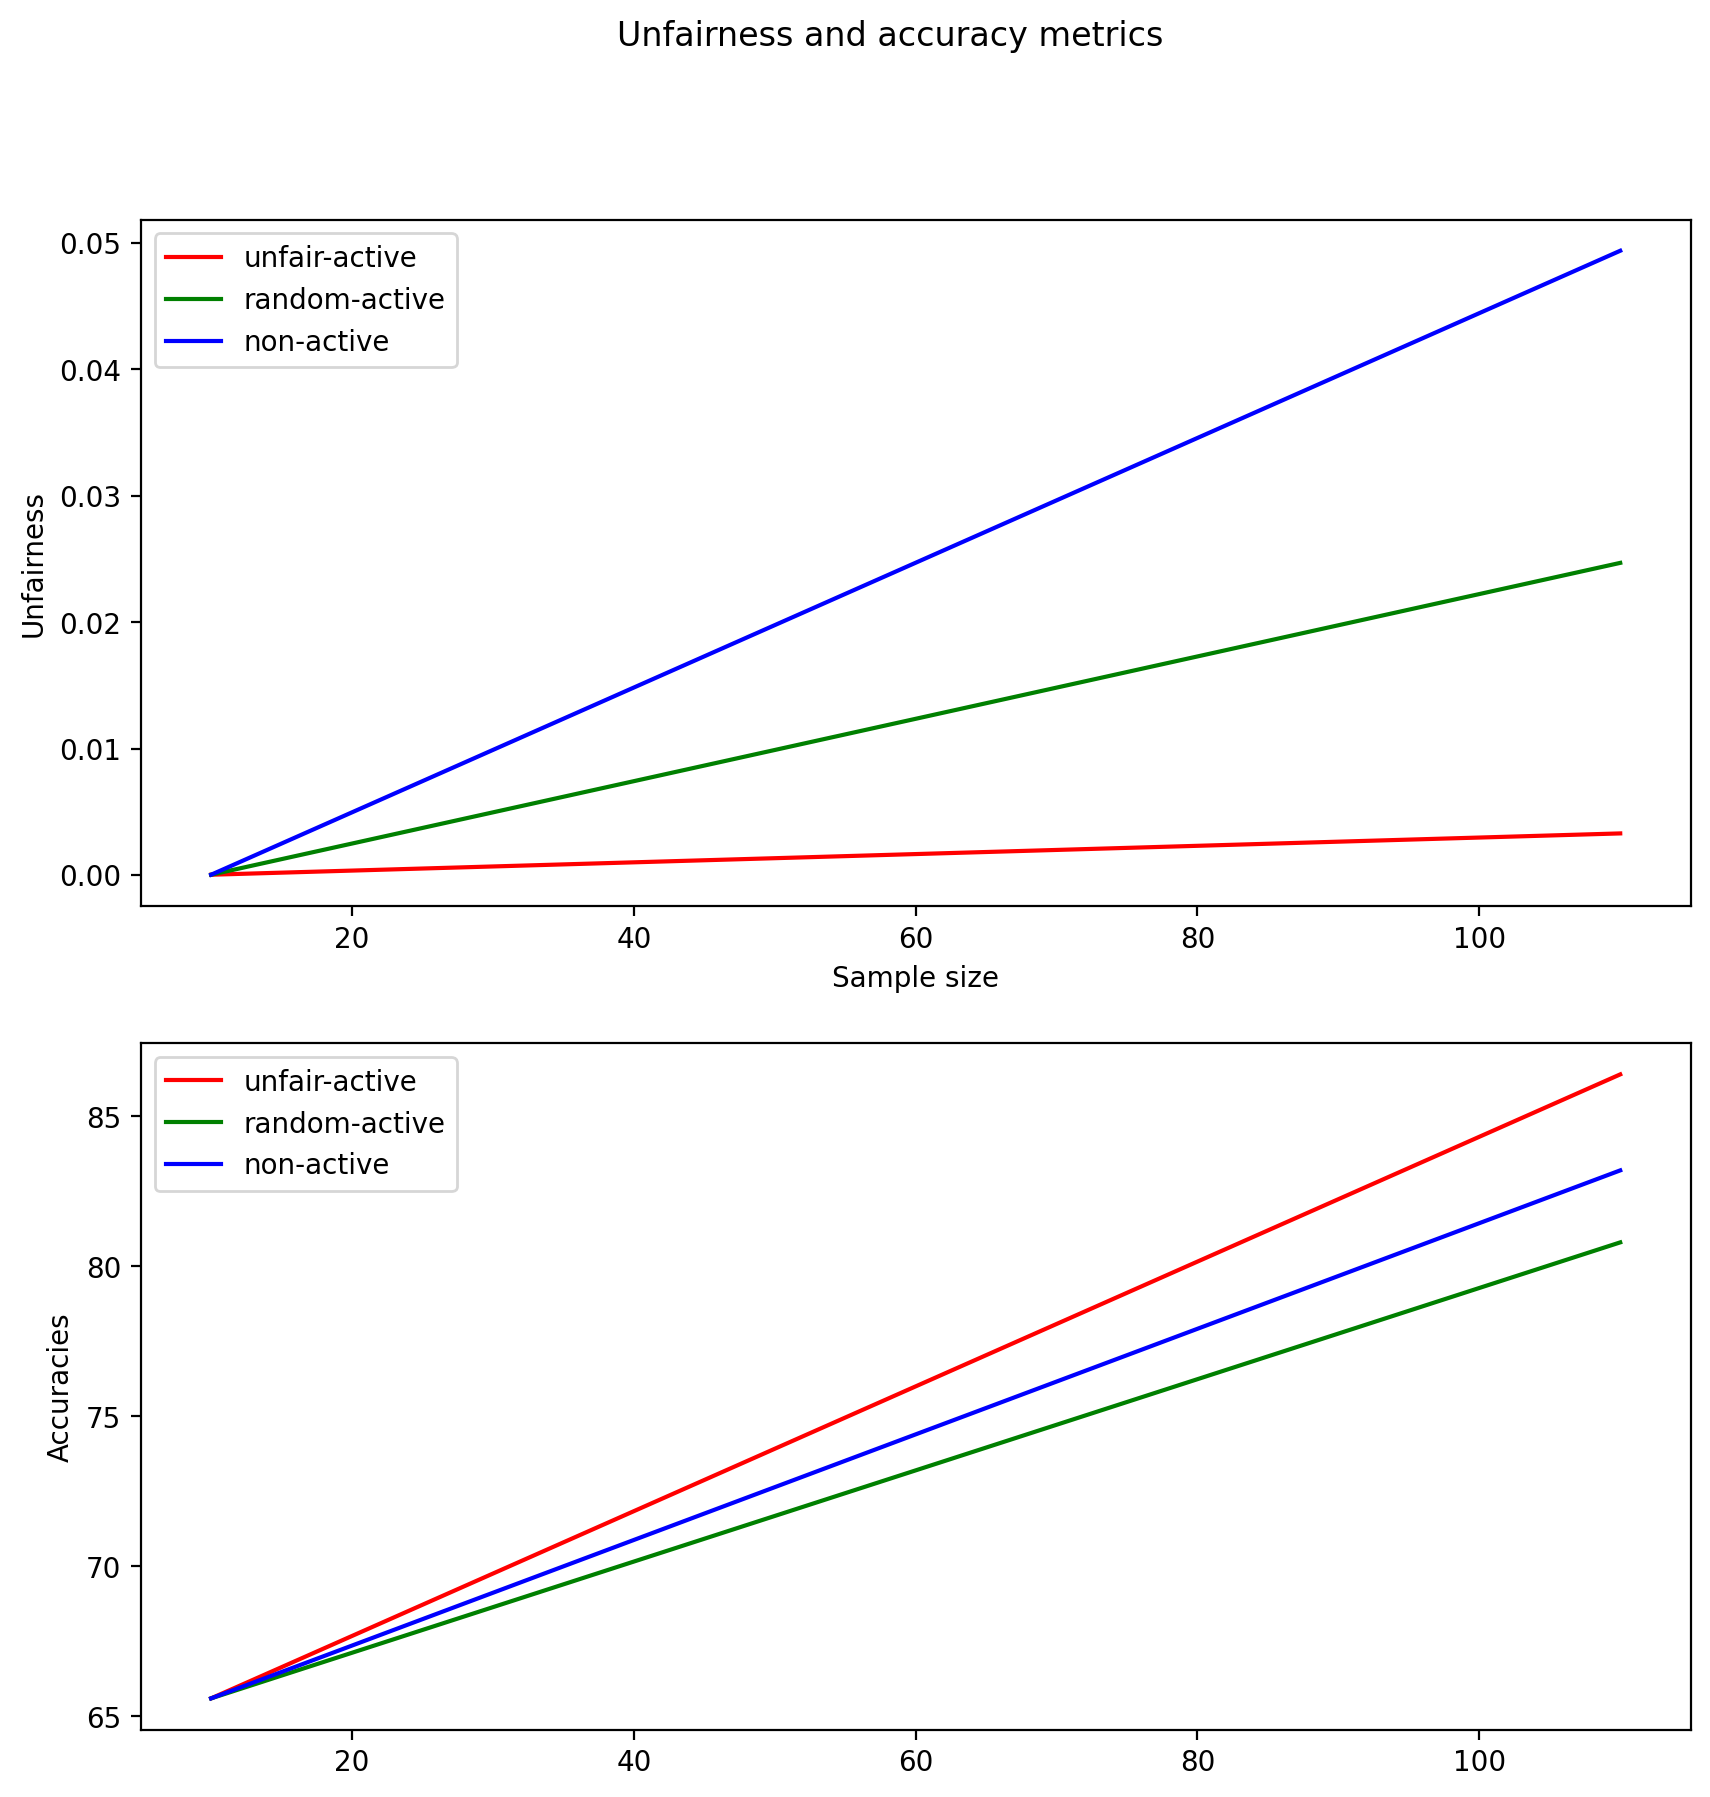 Unfairness and accuracy metrics
unfair-active
random-active
non-active
0.05
0.04
0.03
0.02
0.01
0.00
Unfairness
20 40 60 80 100
Sample size
unfair-active
random-active
non-active
85
80
75
70
65
Accuracies
20 40 60 80 100